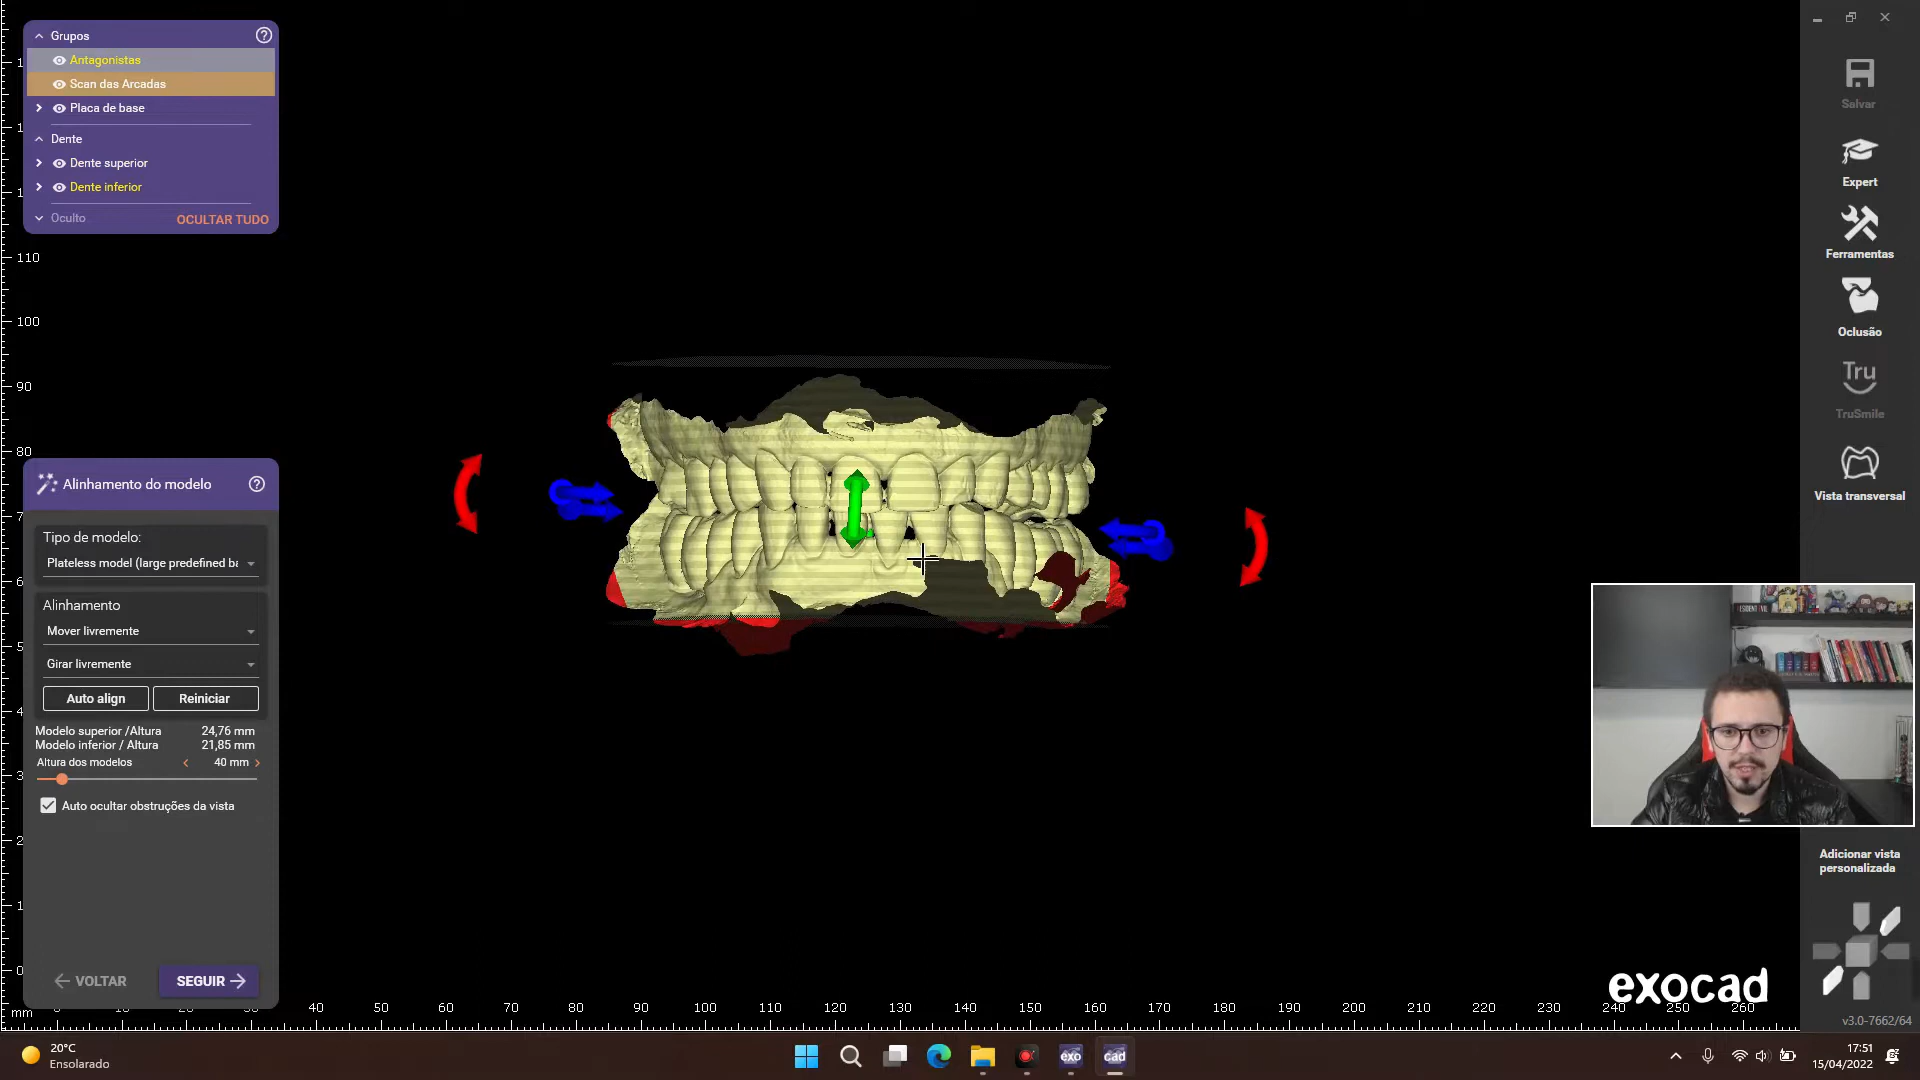 Grupos
Antagonistas
Scan das Arcadas
Placa de base
Dente
Dente superior
Dente inferior
Oculto
OCULTAR TUDO
Alinhamento do modelo
Tipo de modelo:
Plateless model (large predefined ba
Alinhamento
Mover livremente
Girar livremente
Auto align
Reiniciar
Modelo superior /Altura 24,76 mm
Modelo inferior / Altura 21,85 mm
Altura dos modelos 40 mm
Auto ocultar obstruções da vista
VOLTAR
SEGUIR
110
100
90
80
mm
40 50 60 70 80 90 100 110 120 130 140 150 160 170 180 190 200 210 220 230 240 250 260
Salvar
Expert
Ferramentas
Oclusão
Tru
TruSmile
Vista transversal
RESIDENT EVIL
Adicionar vista
personalizada
exocad
v3.0-7662/64
20°C
Ensolarado
exo
cad
17:51
15/04/2022